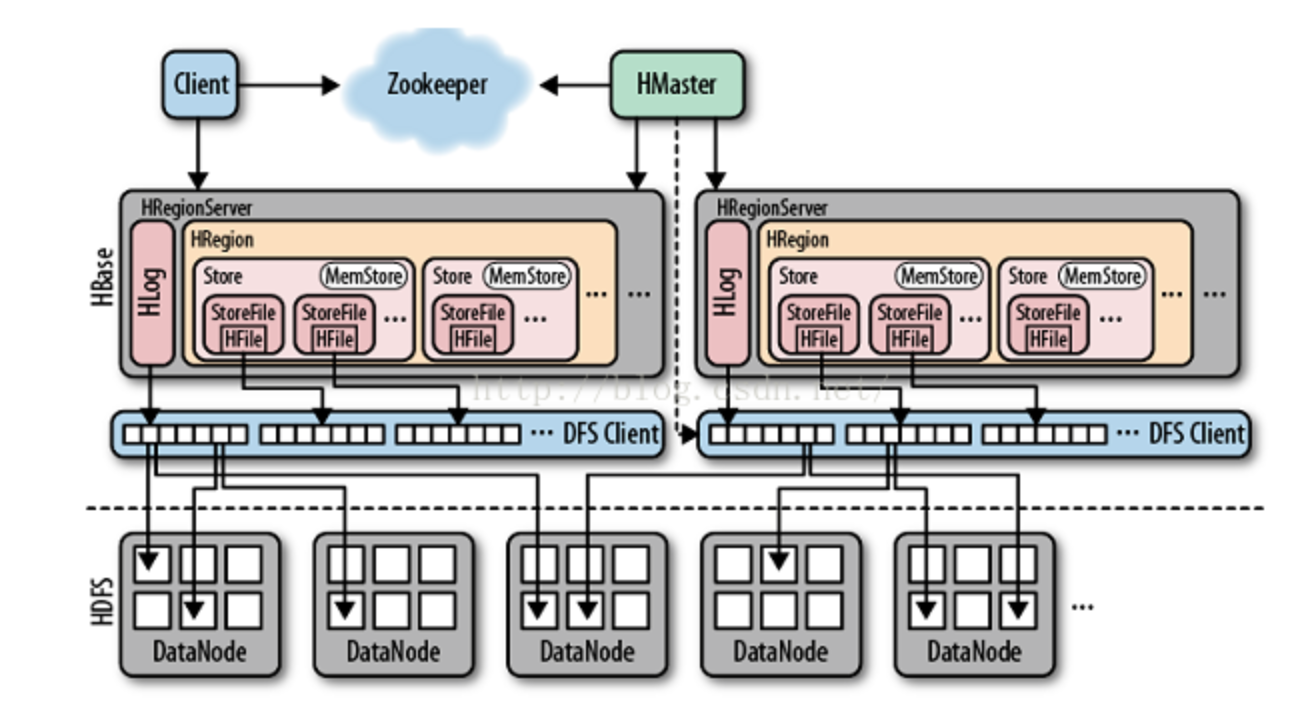 Client
Zookeeper
HMaster
HRegionServer
HRegionServer
HBase
HLog
HRegion
Store
MemStore
Store
MemStore
StoreFile
StoreFile
...
StoreFile
...
...
...
HFile
HFile
HFile
HLog
HRegion
Store
MemStore
Store
MemStore
StoreFile
StoreFile
...
StoreFile
...
...
...
HFile
HFile
HFile
http://blog.csdn.net/
... DFS Client
... DFS Client
HDFS
DataNode
DataNode
DataNode
DataNode
DataNode
...